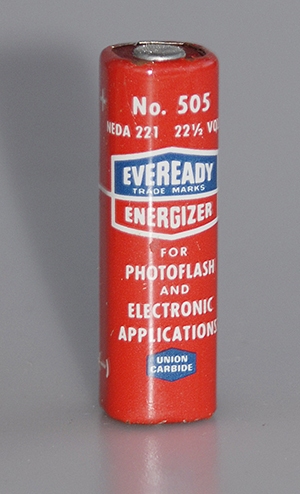 No. 505
NEDA 221 22½ VO
EVEREADY
TRADE MARKS
ENERGIZER
FOR
PHOTOFLASH
AND
ELECTRONIC
APPLICATIONS
UNION
CARBIDE